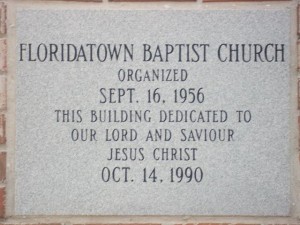 FLORIDATOWN BAPTIST CHURCH
ORGANIZED
SEPT. 16, 1956
THIS BUILDING DEDICATED TO
OUR LORD AND SAVIOUR
JESUS CHRIST
OCT. 14, 1990